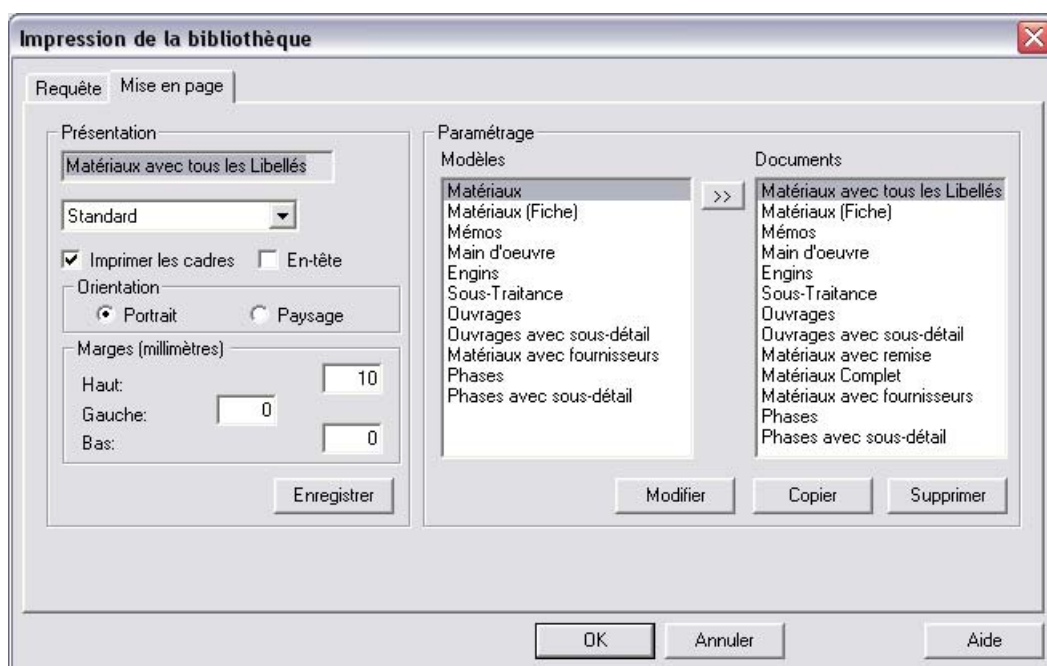 Impression de la bibliothèque
Requête
Mise en page
Présentation
Matériaux avec tous les Libellés
Standard
Imprimer les cadres
En-tête
Orientation
Portrait
Paysage
Marges (millimètres)
Haut:
10
Gauche:
0
Bas:
0
Enregistrer
Paramétrage
Modèles
Matériaux
Matériaux (Fiche)
Mémos
Main d'oeuvre
Engins
Sous-Traitance
Ouvrages
Ouvrages avec sous-détail
Matériaux avec fournisseurs
Phases
Phases avec sous-détail
>>
Documents
Matériaux avec tous les Libellés
Matériaux (Fiche)
Mémos
Main d'oeuvre
Engins
Sous-Traitance
Ouvrages
Ouvrages avec sous-détail
Matériaux avec remise
Matériaux Complet
Matériaux avec fournisseurs
Phases
Phases avec sous-détail
Modifier
Copier
Supprimer
OK
Annuler
Aide